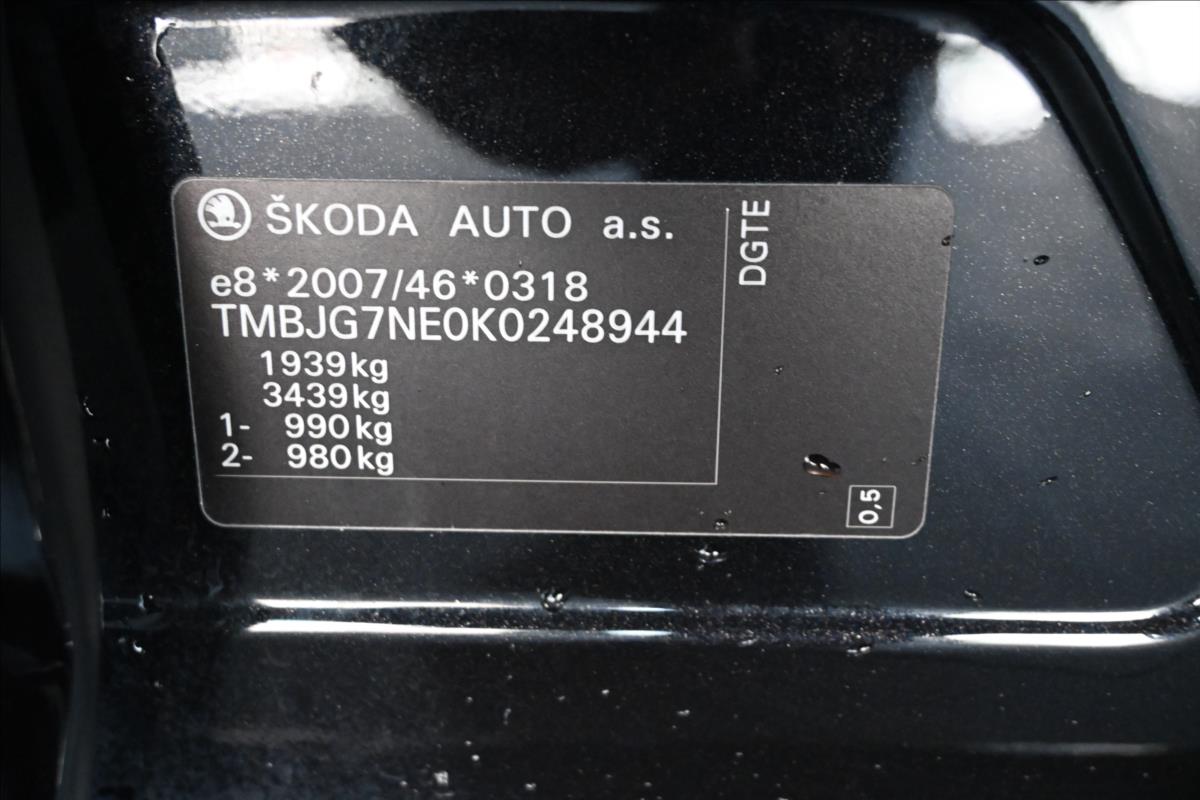 ŠKODA AUTO a.s.
e8*2007/46*0318
TMBJG7NE0K0248944
1939kg
3439kg
1- 990kg
2- 980kg
DGTE
0,5